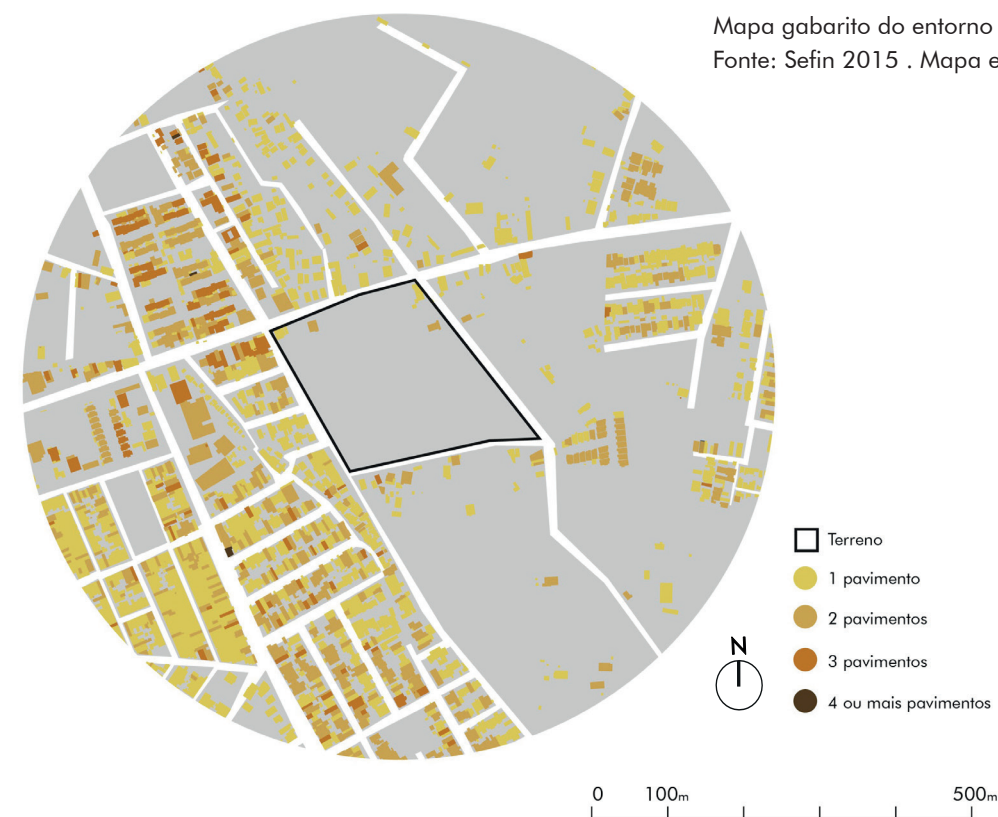 Mapa gabarito do entorno
Fonte: Sefin 2015 . Mapa e
Terreno
1 pavimento
2 pavimentos
3 pavimentos
4 ou mais pavimentos
N
0 100m 500m